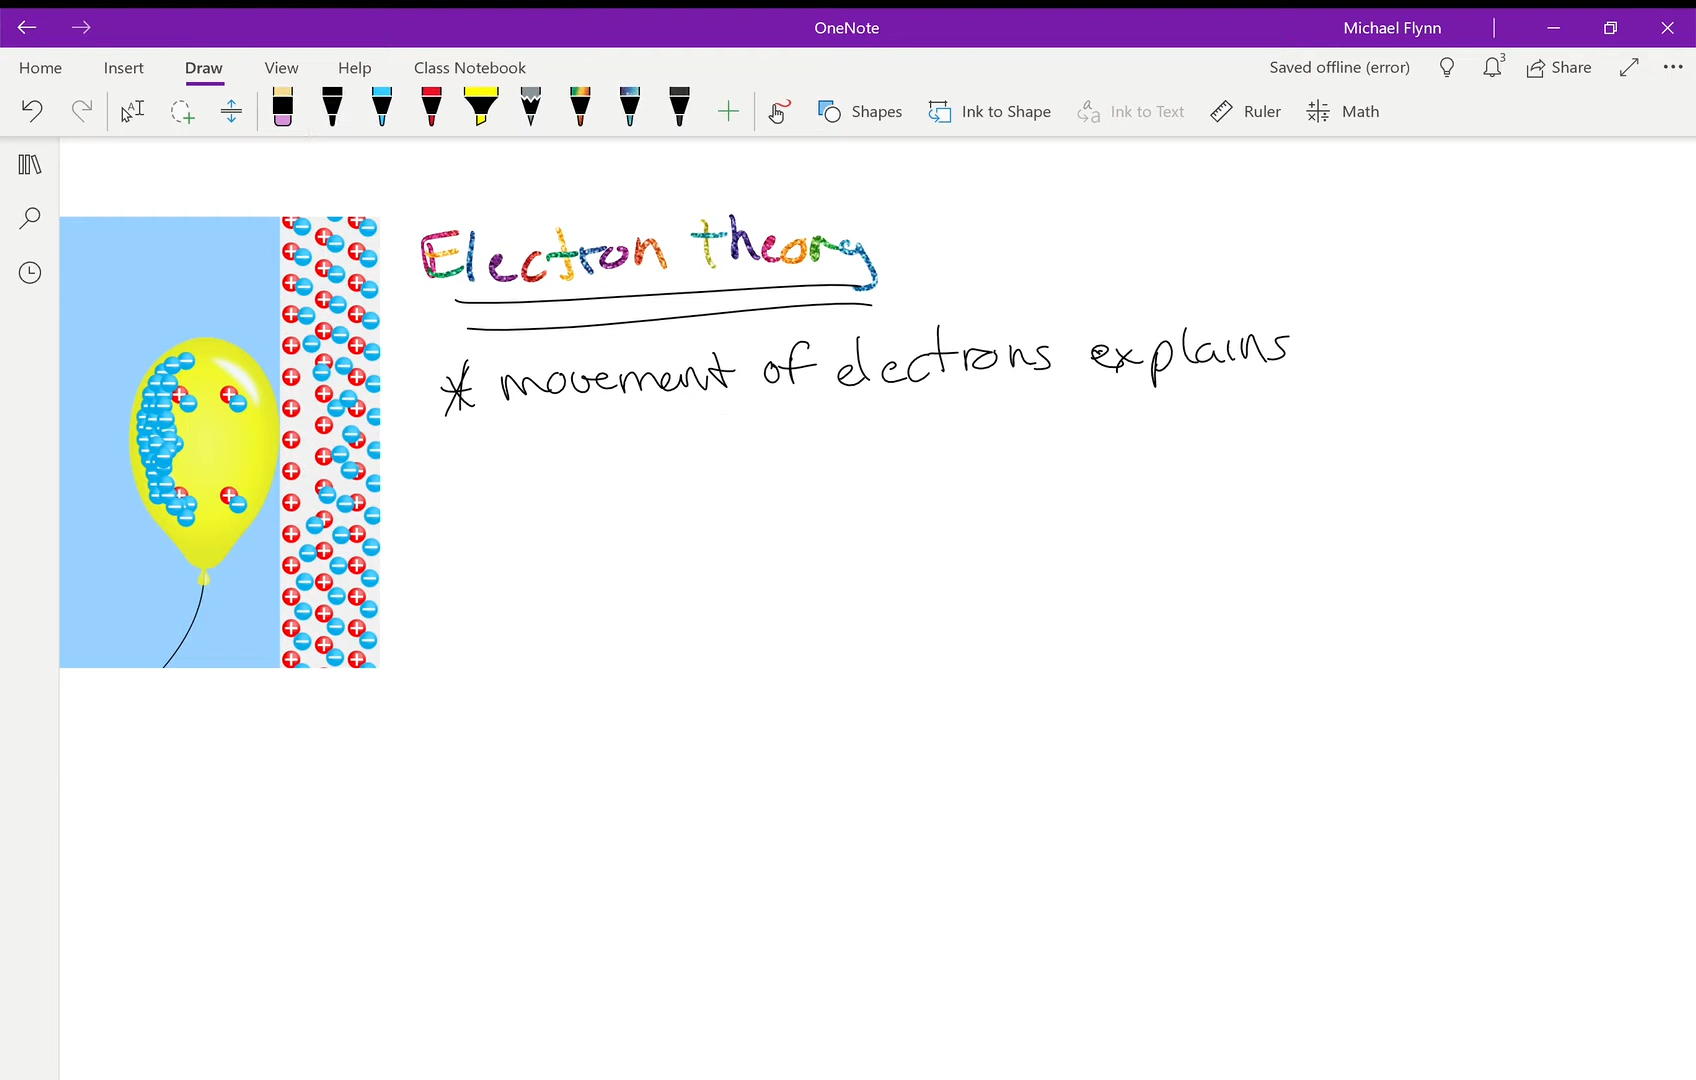 OneNote
Michael Flynn
Home Insert Draw View Help Class Notebook
Saved offline (error) 3 Share
Shapes Ink to Shape Ink to Text Ruler Math
Electron theory
* movement of electrons explains